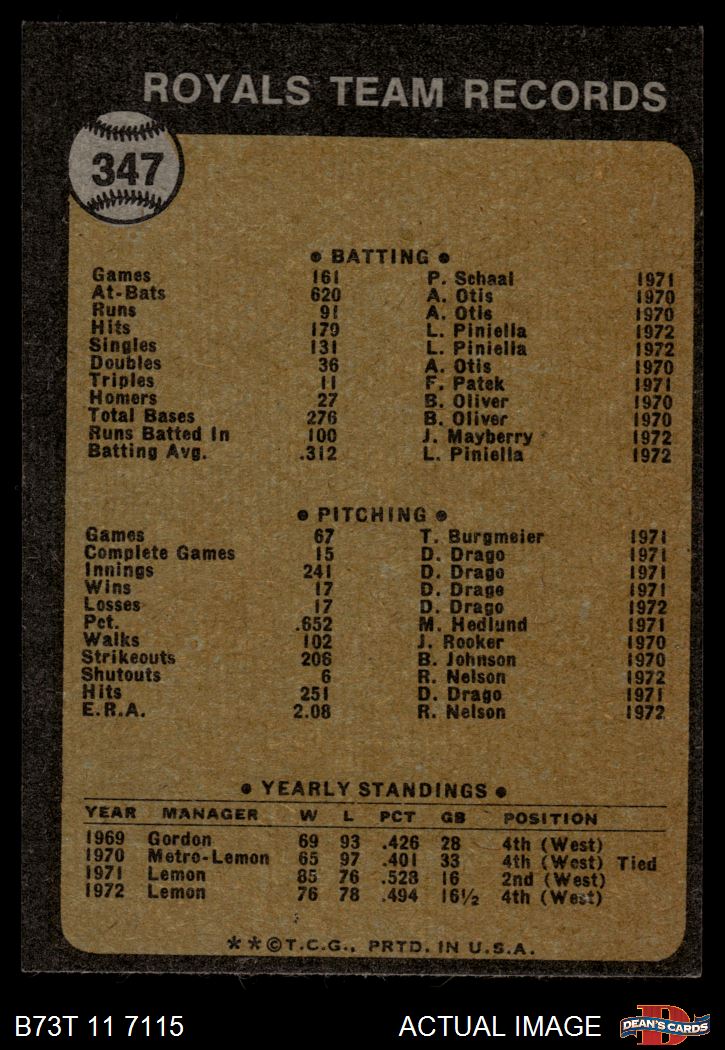 ROYALS TEAM RECORDS
347
• BATTING •
Games 161 P. Schaal 1971
At-Bats 620 A. Otis 1970
Runs 91 A. Otis 1970
Hits 179 L. Piniella 1972
Singles 131 L. Piniella 1972
Doubles 36 A. Otis 1970
Triples 11 F. Patek 1971
Homers 27 B. Oliver 1970
Total Bases 276 B. Oliver 1970
Runs Batted In 100 J. Mayberry 1972
Batting Avg. .312 L. Piniella 1972
• PITCHING •
Games 67 T. Burgmeier 1971
Complete Games 15 D. Drago 1971
Innings 241 D. Drago 1971
Wins 17 D. Drago 1971
Losses 17 D. Drago 1972
Pct. .652 M. Hedlund 1971
Walks 102 J. Rooker 1970
Strikeouts 206 B. Johnson 1970
Shutouts 6 R. Nelson 1972
Hits 251 D. Drago 1971
E.R.A. 2.08 R. Nelson 1972
• YEARLY STANDINGS •
YEAR MANAGER W L PCT GB POSITION
1969 Gordon 69 93 .426 28 4th (West)
1970 Metro-Lemon 65 97 .401 33 4th (West) Tied
1971 Lemon 85 76 .528 16 2nd (West)
1972 Lemon 76 78 .494 16½ 4th (West)
**©T.C.G., PRTD. IN U.S.A.
B73T 11 7115 ACTUAL IMAGE D DEAN'S CARDS